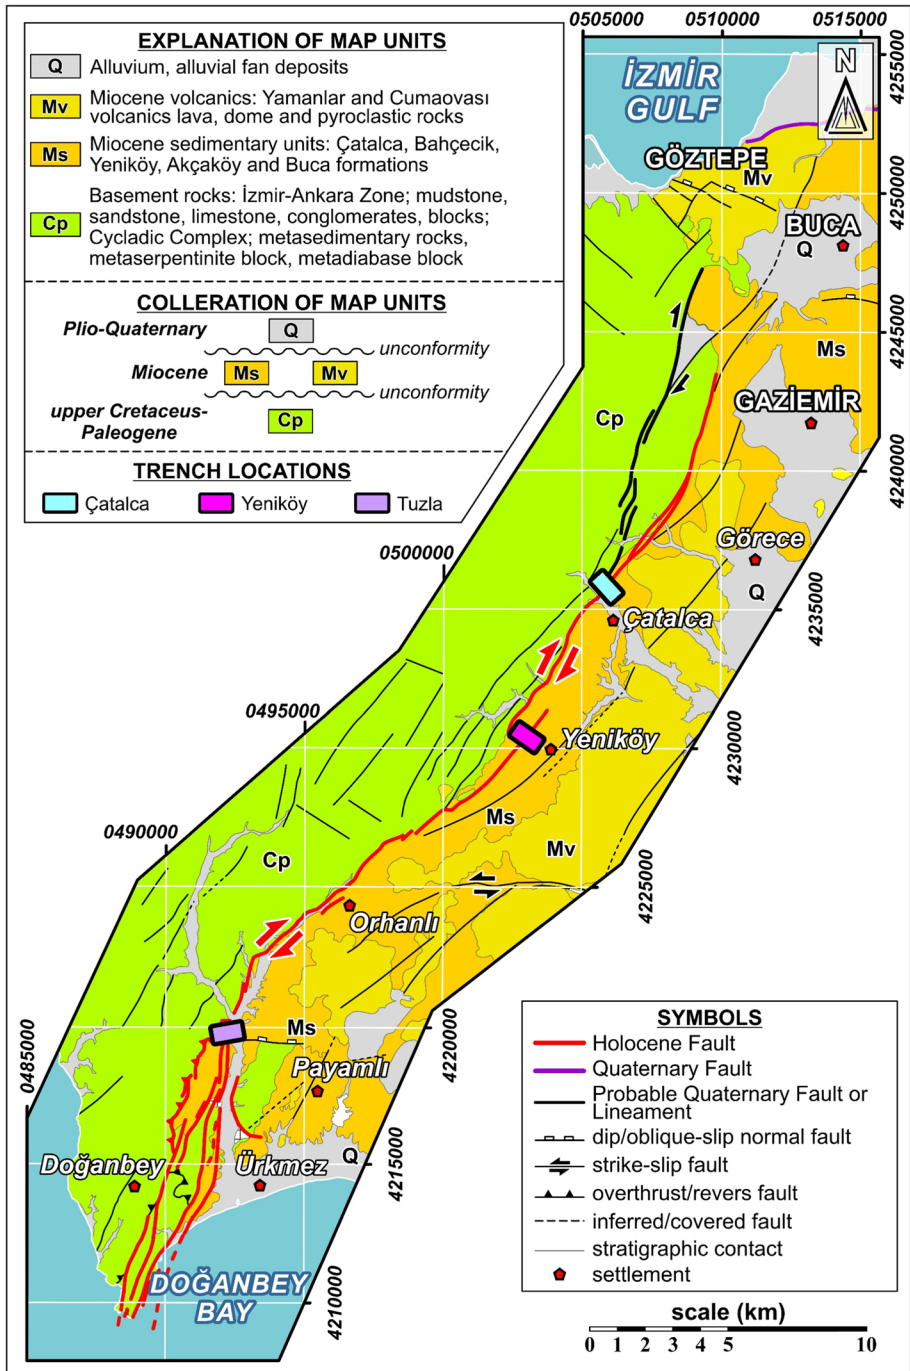 EXPLANATION OF MAP UNITS
Q Alluvium, alluvial fan deposits
Mv Miocene volcanics: Yamanlar and Cumaovası
volcanics lava, dome and pyroclastic rocks
Ms Miocene sedimentary units: Çatalca, Bahçecik,
Yeniköy, Akçaköy and Buca formations
Cp Basement rocks: İzmir-Ankara Zone; mudstone,
sandstone, limestone, conglomerates, blocks;
Cycladic Complex; metasedimentary rocks,
metaserpentinite block, metadiabase block
COLLERATION OF MAP UNITS
Plio-Quaternary Q
unconformity
Miocene Ms Mv
unconformity
upper Cretaceus-
Paleogene Cp
TRENCH LOCATIONS
Çatalca Yeniköy Tuzla
0505000 0510000 0515000
4255000
N
İZMİR
GULF
GÖZTEPE
Mv
4250000
BUCA
Q
4245000
Ms
GAZİEMİR
Cp
4240000
0500000
Görece
Q
4235000
Çatalca
0495000
Yeniköy
4230000
Ms
0490000
Mv
Cp
4225000
Orhanlı
Ms
4220000
0485000
Payamlı
Q
4215000
Doğanbey
Ürkmez
DOĞANBEY
BAY
4210000
SYMBOLS
Holocene Fault
Quaternary Fault
Probable Quaternary Fault or
Lineament
dip/oblique-slip normal fault
strike-slip fault
overthrust/revers fault
inferred/covered fault
stratigraphic contact
settlement
scale (km)
0 1 2 3 4 5 10